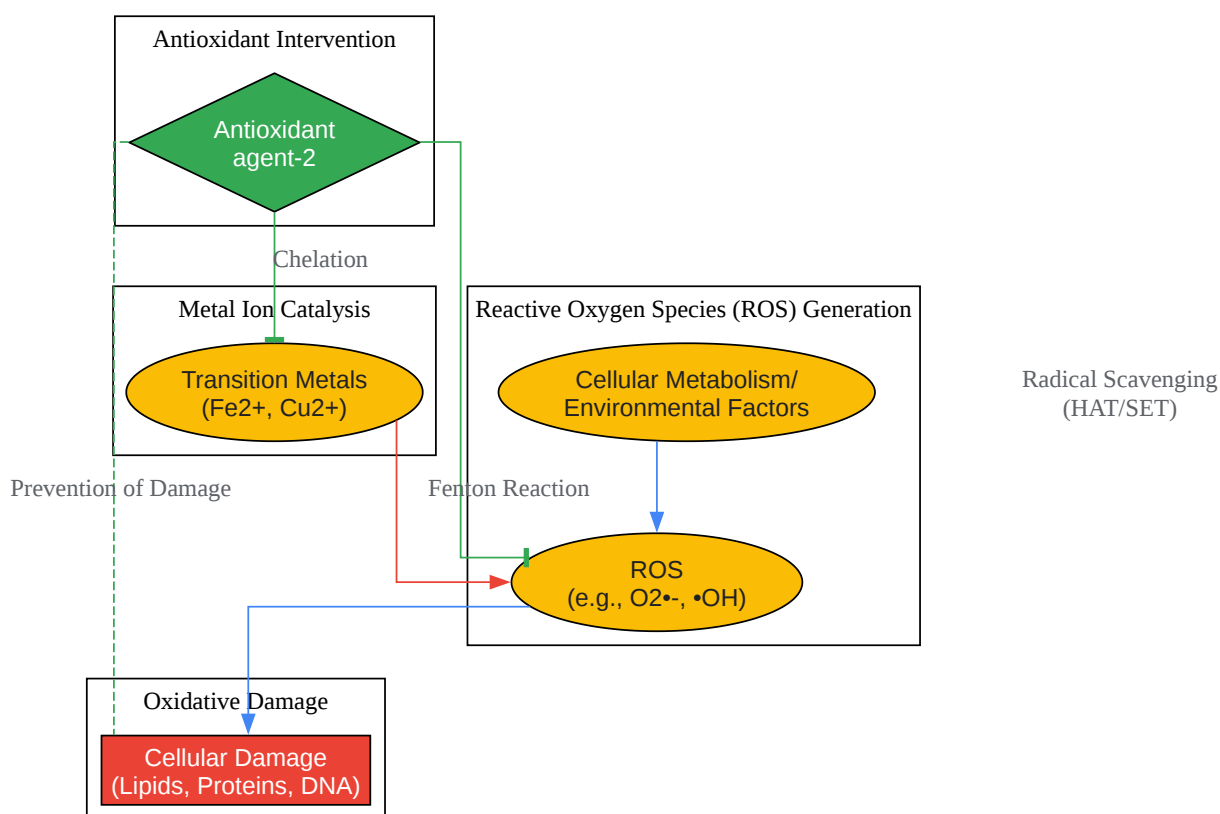 Antioxidant Intervention
Antioxidant
agent-2
Chelation
Metal Ion Catalysis
Reactive Oxygen Species (ROS) Generation
Transition Metals
(Fe2+, Cu2+)
Cellular Metabolism/
Environmental Factors
Radical Scavenging
(HAT/SET)
Prevention of Damage
Fenton Reaction
ROS
(e.g., O2•-, •OH)
Oxidative Damage
Cellular Damage
(Lipids, Proteins, DNA)